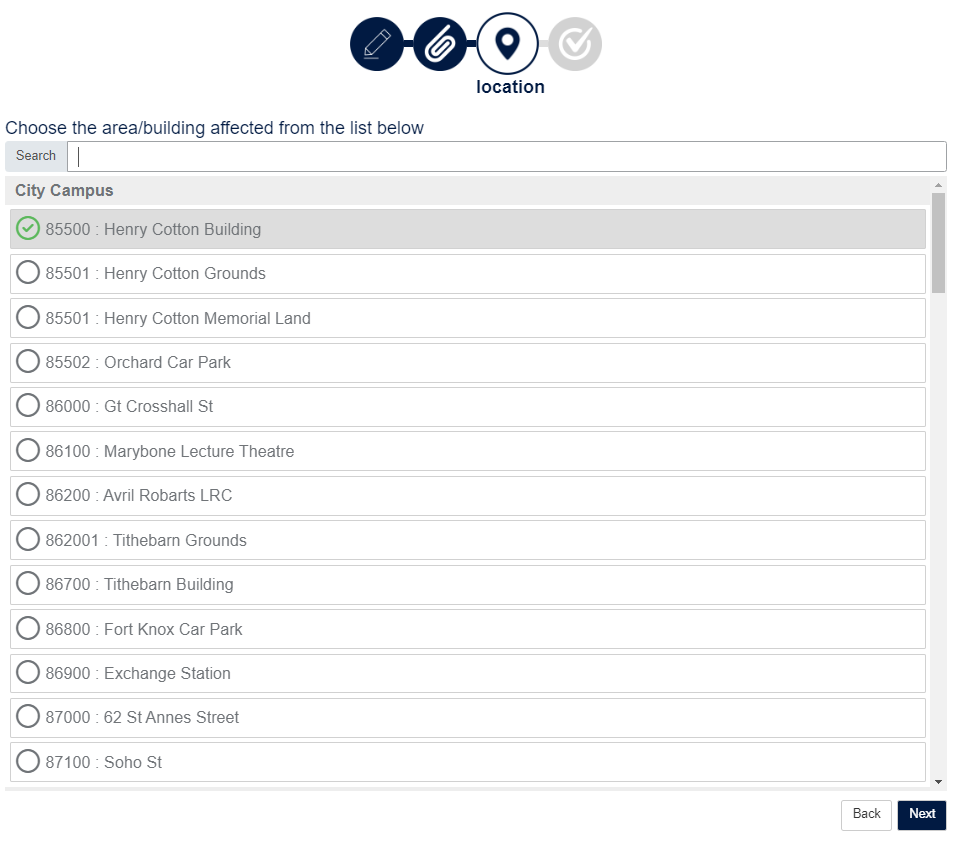 location
Choose the area/building affected from the list below
Search
City Campus
85500 : Henry Cotton Building
85501 : Henry Cotton Grounds
85501 : Henry Cotton Memorial Land
85502 : Orchard Car Park
86000 : Gt Crosshall St
86100 : Marybone Lecture Theatre
86200 : Avril Robarts LRC
862001 : Tithebarn Grounds
86700 : Tithebarn Building
86800 : Fort Knox Car Park
86900 : Exchange Station
87000 : 62 St Annes Street
87100 : Soho St
Back Next